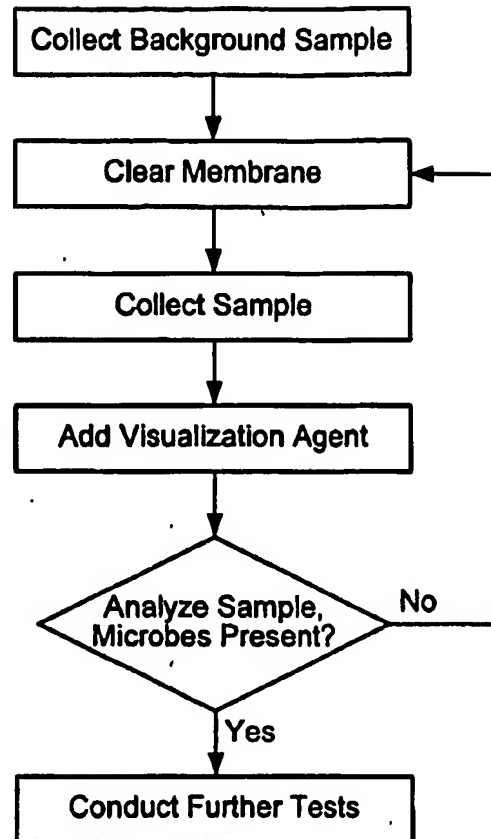 Collect Background Sample
Clear Membrane
Collect Sample
Add Visualization Agent
Analyze Sample,
Microbes Present?
No
Yes
Conduct Further Tests